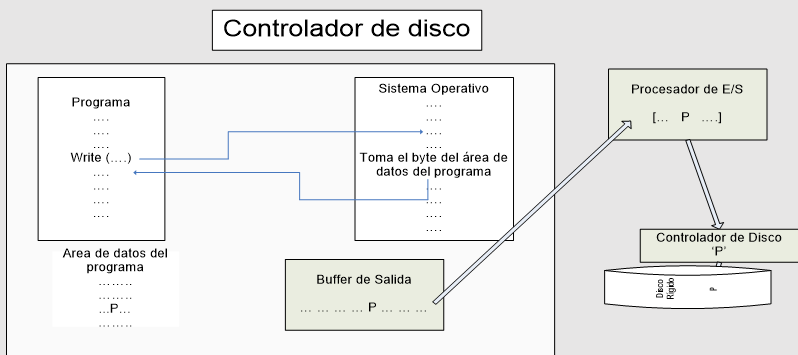 Controlador de disco
Programa
....
....
....
Write (....)
....
....
....
....
Area de datos del
programa
........
........
...P...
........
Sistema Operativo
....
....
....
....
Toma el byte del área de
datos del programa
....
....
....
....
Buffer de Salida
... ... ... ... P ... ... ...
Procesador de E/S
[... P ....]
Controlador de Disco
‘P’
Disco
Rígido
P